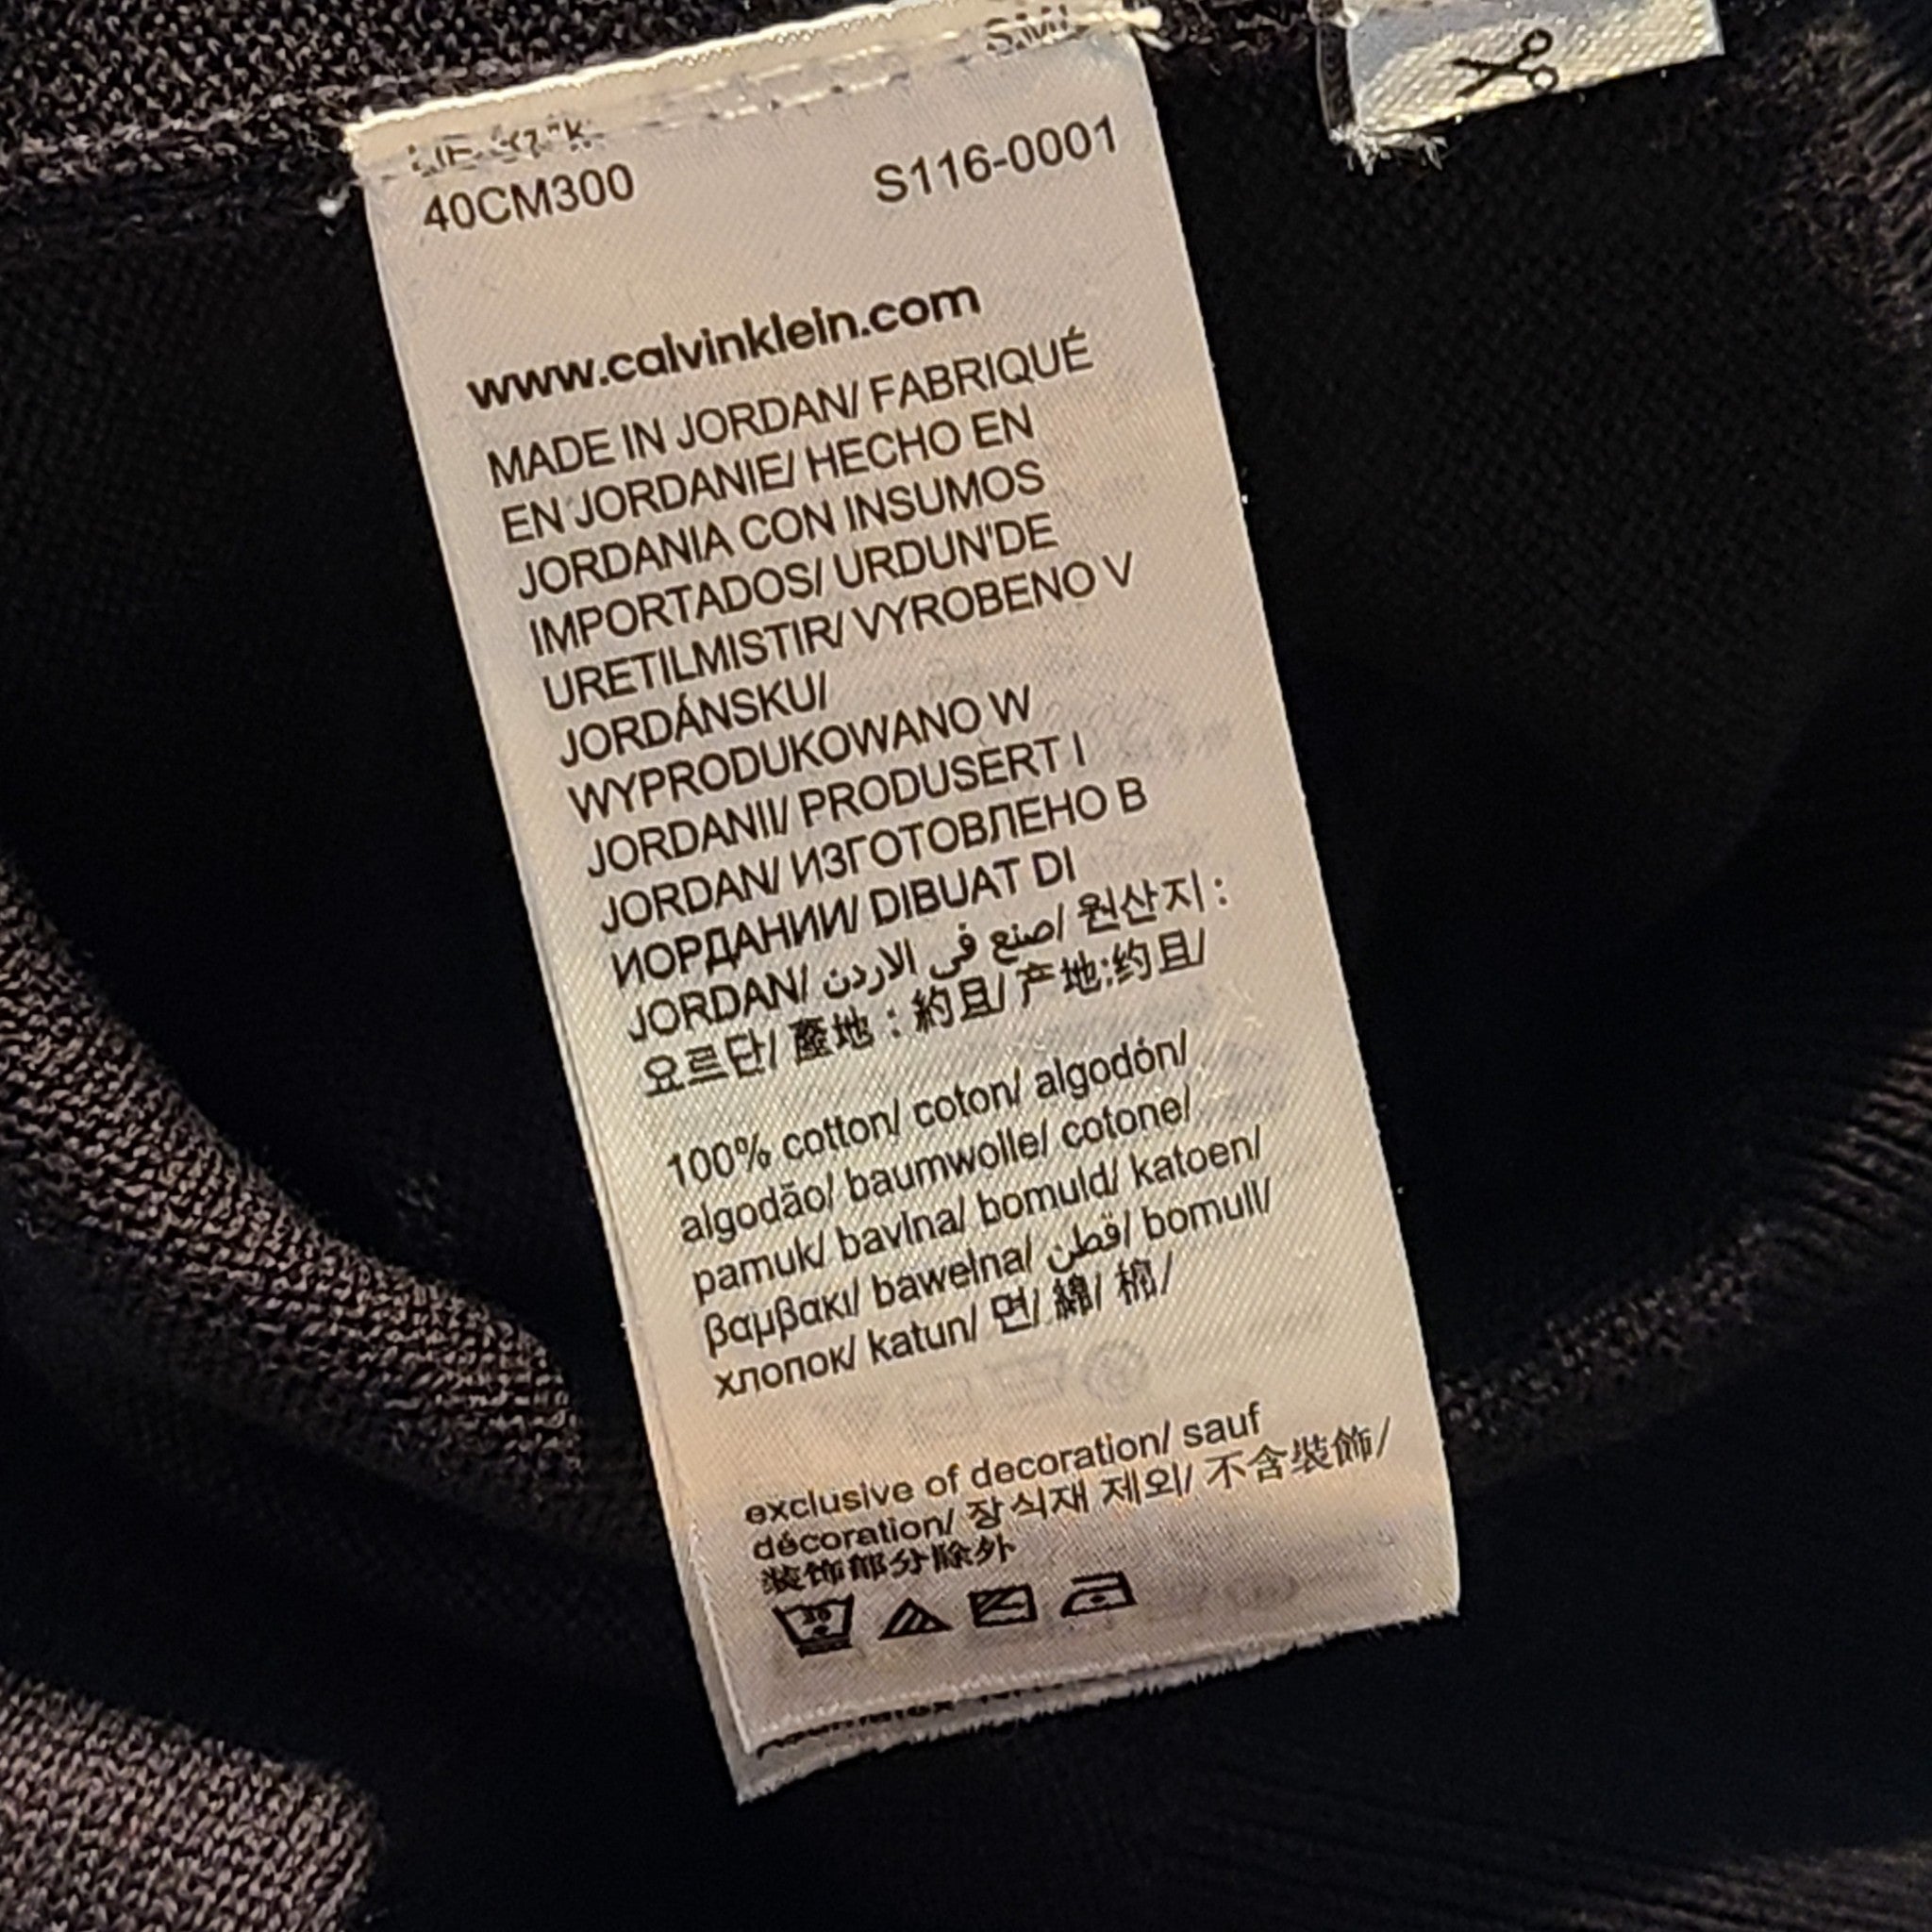 40CM300 S116-0001
www.calvinklein.com
MADE IN JORDAN/ FABRIQUÉ
EN JORDANIE/ HECHO EN
JORDANIA CON INSUMOS
IMPORTADOS/ URDUN'DE
URETILMISTIR/ VYROBENO V
JORDÁNSKU/
WYPRODUKOWANO W
JORDANII/ PRODUSERT I
JORDAN/ ИЗГОТОВЛЕНО В
ИОРДАНИИ/ DIBUAT DI
JORDAN/ صنع في الاردن/ 원산지 :
요르단/ 產地 : 約旦/ 产地:约旦/
100% cotton/ coton/ algodón/
algodão/ baumwolle/ cotone/
pamuk/ bavlna/ bomuld/ katoen/
βαμβακι/ bawełna/ قطن/ bomull/
хлопок/ katun/ 면/ 綿/ 棉/
exclusive of decoration/ sauf
décoration/ 장식재 제외/ 不含裝飾/
装饰部分除外
30